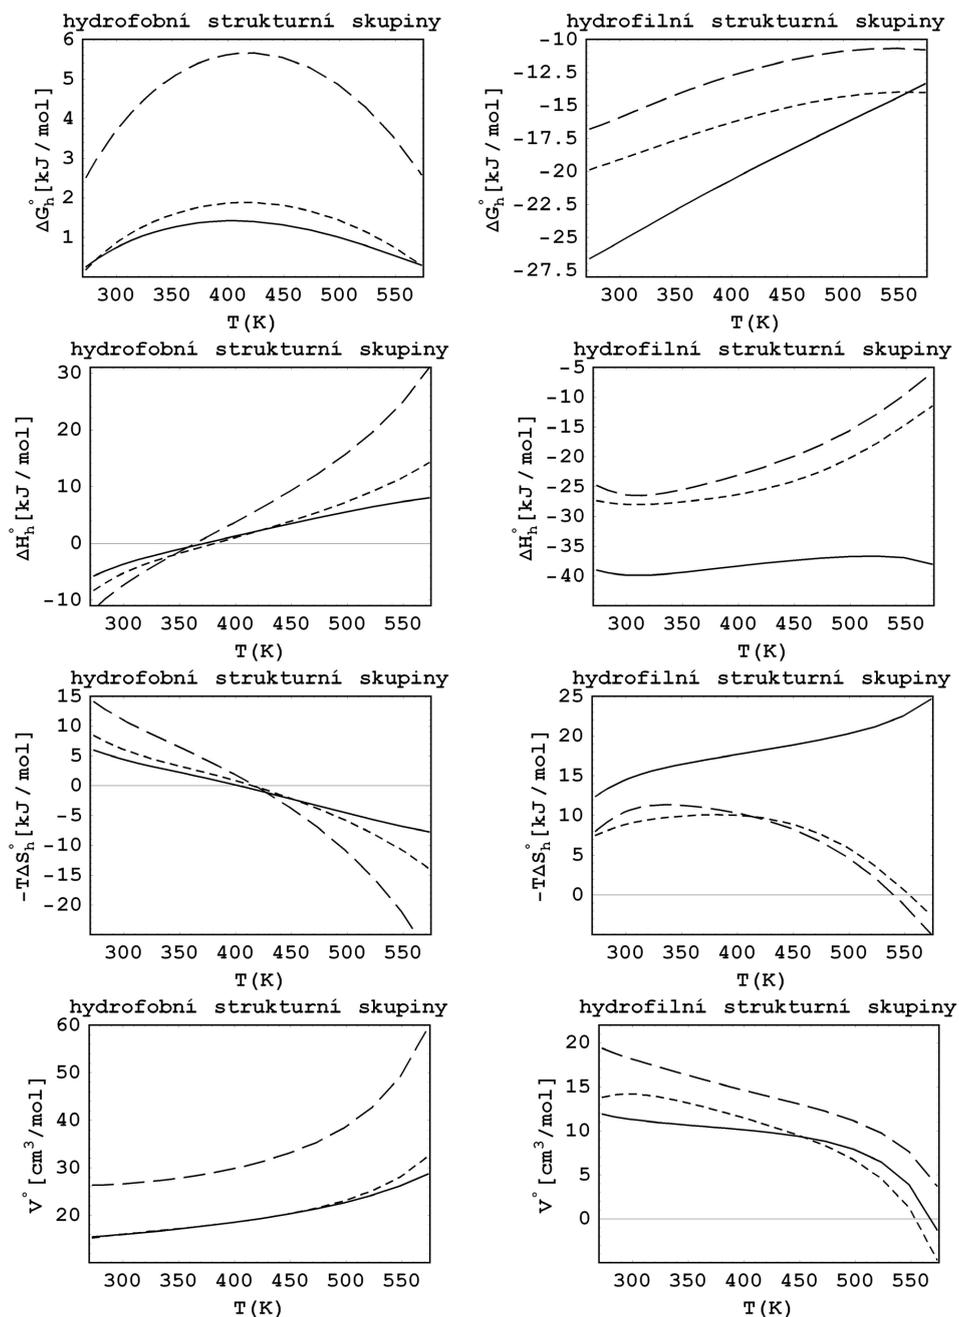 hydrofobní strukturní skupiny
6
5
4
3
2
1
ΔG°h [kJ/mol]
300 350 400 450 500 550
T(K)
hydrofilní strukturní skupiny
-10
-12.5
-15
-17.5
-20
-22.5
-25
-27.5
ΔG°h [kJ/mol]
300 350 400 450 500 550
T(K)
hydrofobní strukturní skupiny
30
20
10
0
-10
ΔH°h [kJ/mol]
300 350 400 450 500 550
T(K)
hydrofilní strukturní skupiny
-5
-10
-15
-20
-25
-30
-35
-40
ΔH°h [kJ/mol]
300 350 400 450 500 550
T(K)
hydrofobní strukturní skupiny
15
10
5
0
-5
-10
-15
-20
-TΔS°h [kJ/mol]
300 350 400 450 500 550
T(K)
hydrofilní strukturní skupiny
25
20
15
10
5
0
-TΔS°h [kJ/mol]
300 350 400 450 500 550
T(K)
hydrofobní strukturní skupiny
60
50
40
30
20
V° [cm³/mol]
300 350 400 450 500 550
T(K)
hydrofilní strukturní skupiny
20
15
10
5
0
V° [cm³/mol]
300 350 400 450 500 550
T(K)